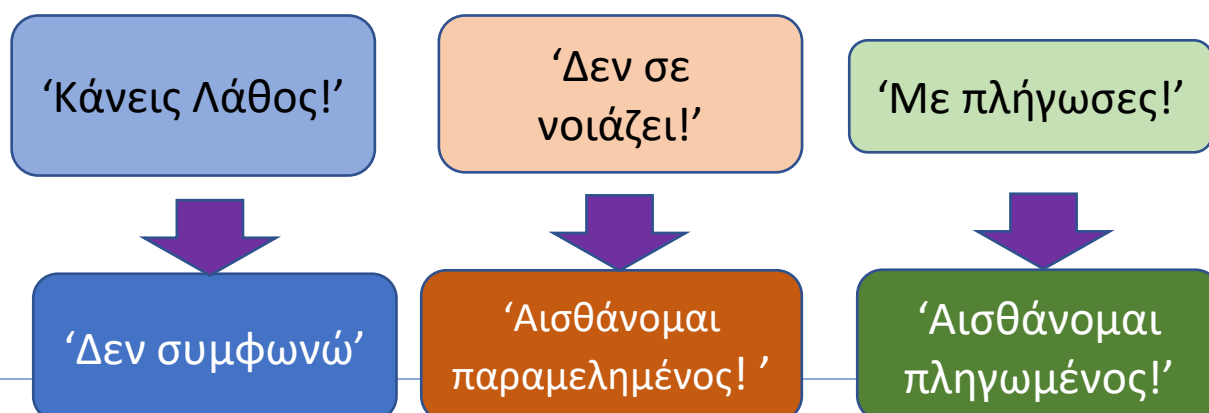 ‘Κάνεις Λάθος!’
‘Δεν σε
νοιάζει!’
‘Με πλήγωσες!’
‘Δεν συμφωνώ’
‘Αισθάνομαι
παραμελημένος! ’
‘Αισθάνομαι
πληγωμένος!’